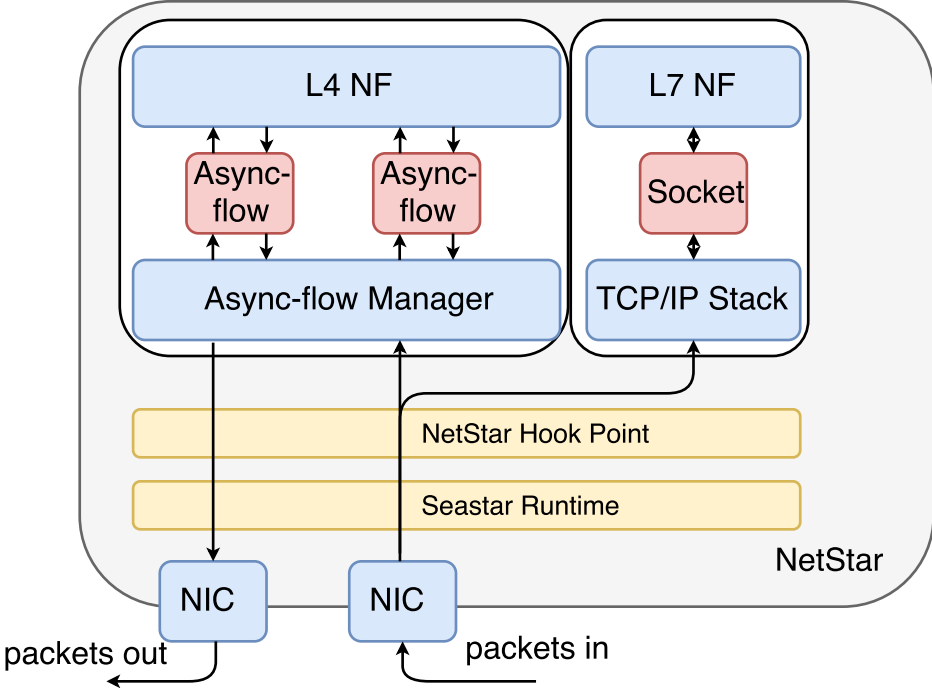 L4 NF
L7 NF
Async-
flow
Async-
flow
Socket
Async-flow Manager
TCP/IP Stack
NetStar Hook Point
Seastar Runtime
NetStar
NIC
NIC
packets out
packets in